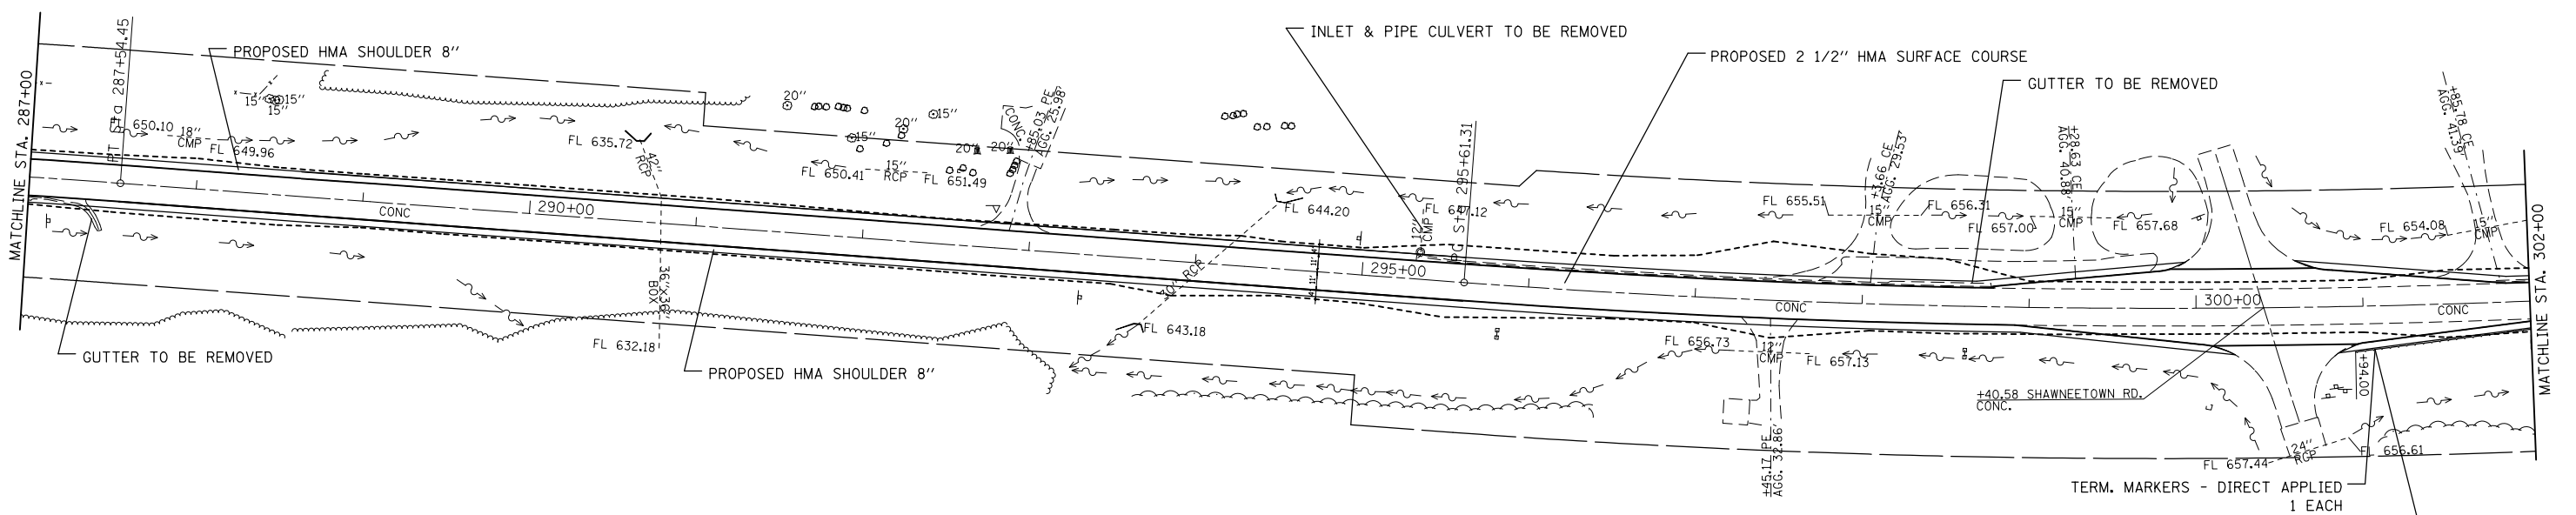 MATCHLINE STA. 287+00
PT Sta 287+54.45
PROPOSED HMA SHOULDER 8"
15"
15"
15"
FL 650.10
18"
CMP
FL 649.96
FL 635.72
42"
RCP
20"
15"
20"
15"
FL 650.41
15"
RCP
FL 651.49
20"
20"
CONC.
+85.03 PE
AGG. 25.98'
INLET & PIPE CULVERT TO BE REMOVED
PROPOSED 2 1/2" HMA SURFACE COURSE
GUTTER TO BE REMOVED
FL 644.20
FL 647.12
12"
CMP
PC Sta 295+61.31
FL 655.51
15"
CMP
+3.66 CE
AGG. 29.53'
FL 656.31
FL 657.00
15"
CMP
+28.63 CE
AGG. 40.88'
FL 657.68
+85.78 CE
AGG. 41.39'
FL 654.08
15"
CMP
MATCHLINE STA. 302+00
CONC
290+00
295+00
4' 11' 11' 4'
CONC
300+00
CONC
36"x36"
BOX
FL 632.18
30" RCP
FL 643.18
GUTTER TO BE REMOVED
PROPOSED HMA SHOULDER 8"
FL 656.73
12"
CMP
FL 657.13
+45.17 PE
AGG. 32.86'
+40.58 SHAWNEETOWN RD.
CONC.
+94.00
FL 657.44
24"
RCP
FL 656.61
TERM. MARKERS - DIRECT APPLIED
1 EACH